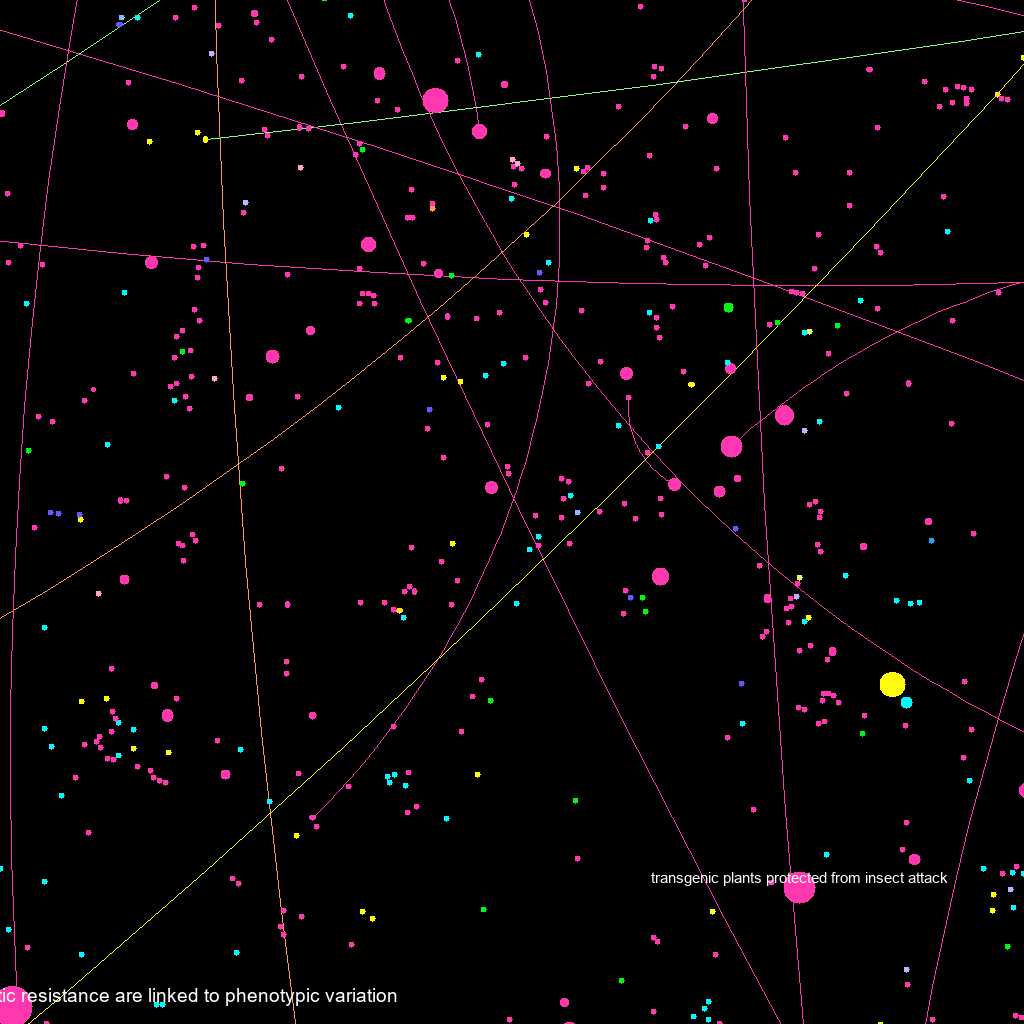 transgenic plants protected from insect attack
resistance are linked to phenotypic variation